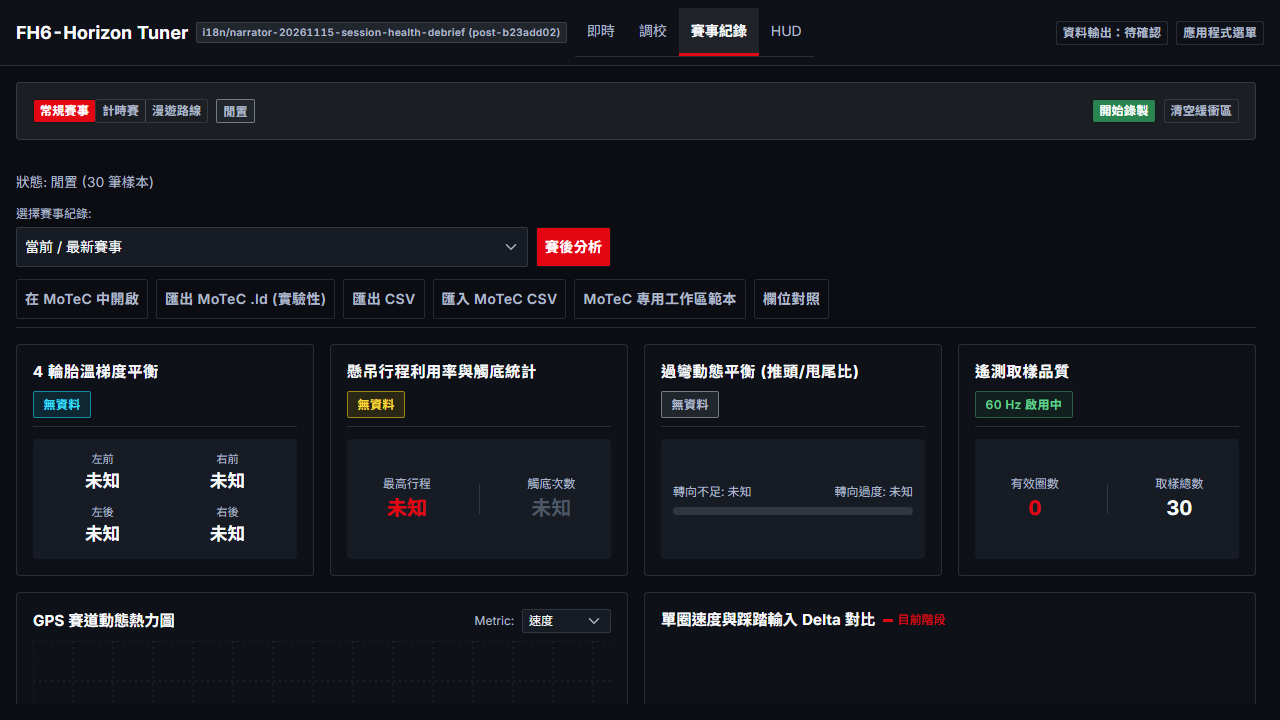 FH6-Horizon Tuner
i18n/narrator-20261115-session-health-debrief (post-b23add02)
即時
調校
賽事紀錄
HUD
資料輸出：待確認
應用程式選單
常規賽事
計時賽
漫遊路線
閒置
開始錄製
清空緩衝區
狀態: 閒置 (30 筆樣本)
選擇賽事紀錄:
當前 / 最新賽事
賽後分析
在 MoTeC 中開啟
匯出 MoTeC .ld (實驗性)
匯出 CSV
匯入 MoTeC CSV
MoTeC 專用工作區範本
欄位對照
4 輪胎溫梯度平衡
無資料
左前
未知
右前
未知
左後
未知
右後
未知
懸吊行程利用率與觸底統計
無資料
最高行程
未知
觸底次數
未知
過彎動態平衡 (推頭/甩尾比)
無資料
轉向不足: 未知
轉向過度: 未知
遙測取樣品質
60 Hz 啟用中
有效圈數
0
取樣總數
30
GPS 賽道動態熱力圖
Metric:
速度
單圈速度與踩踏輸入 Delta 對比
目前階段